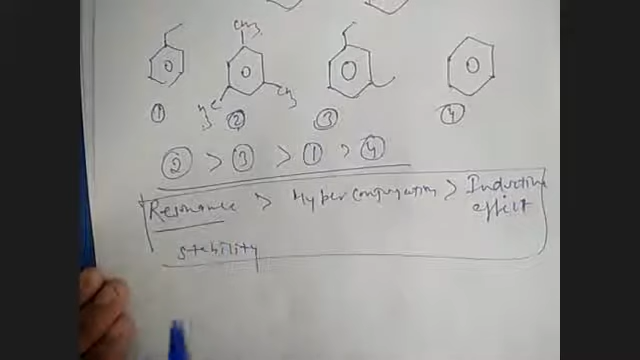 CH3
CH3
H3C
① ② ③ ④
② > ③ > ① > ④
Resonance > Hyperconjugation > Inductive effect
stability